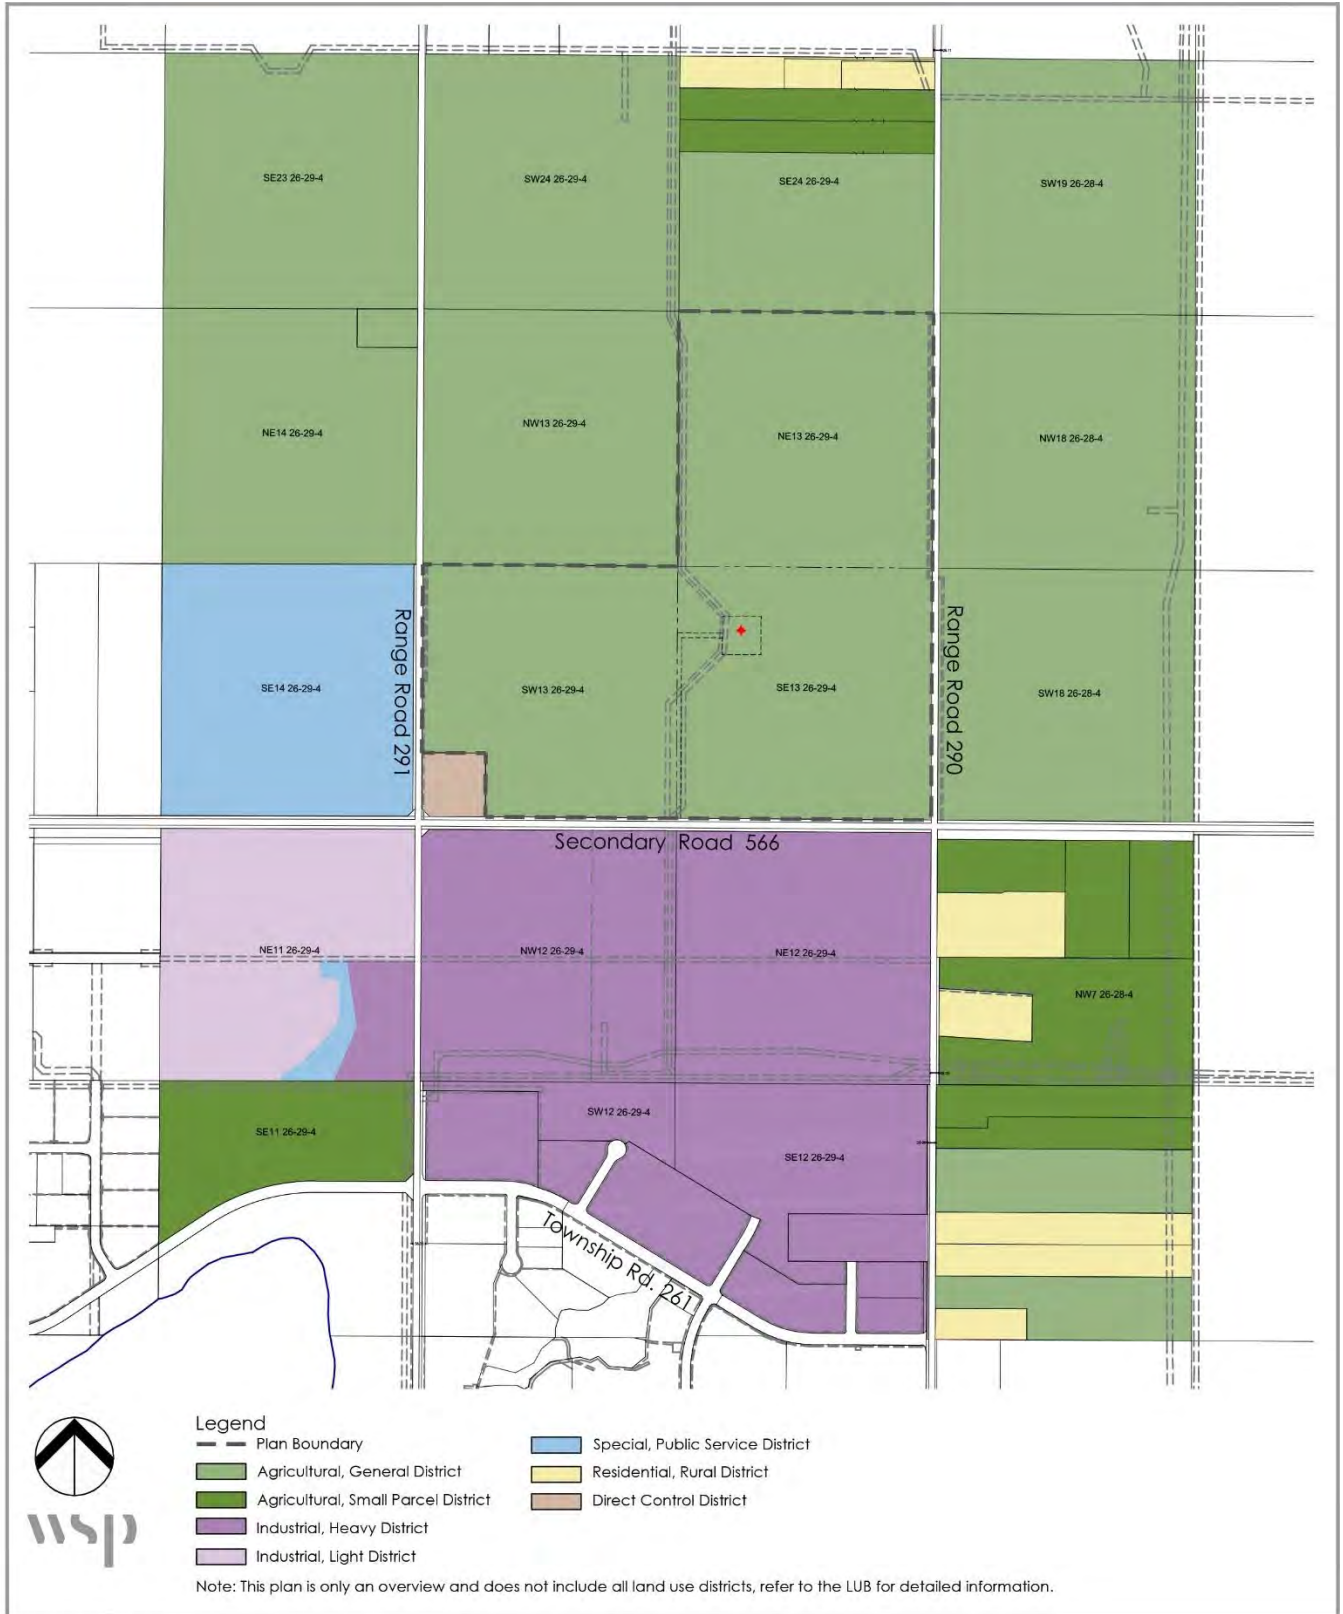 SE23 26-29-4
SW24 26-29-4
SE24 26-29-4
SW19 26-28-4
NE14 26-29-4
NW13 26-29-4
NE13 26-29-4
NW18 26-28-4
Range Road 291
Range Road 290
SE14 26-29-4
SW13 26-29-4
SE13 26-29-4
SW18 26-28-4
Secondary Road 566
NE11 26-29-4
NW12 26-29-4
NE12 26-29-4
NW7 26-28-4
SE11 26-29-4
SW12 26-29-4
SE12 26-29-4
Township Rd. 261
Legend
Plan Boundary
Agricultural, General District
Agricultural, Small Parcel District
Industrial, Heavy District
Industrial, Light District
Special, Public Service District
Residential, Rural District
Direct Control District
wsp
Note: This plan is only an overview and does not include all land use districts, refer to the LUB for detailed information.